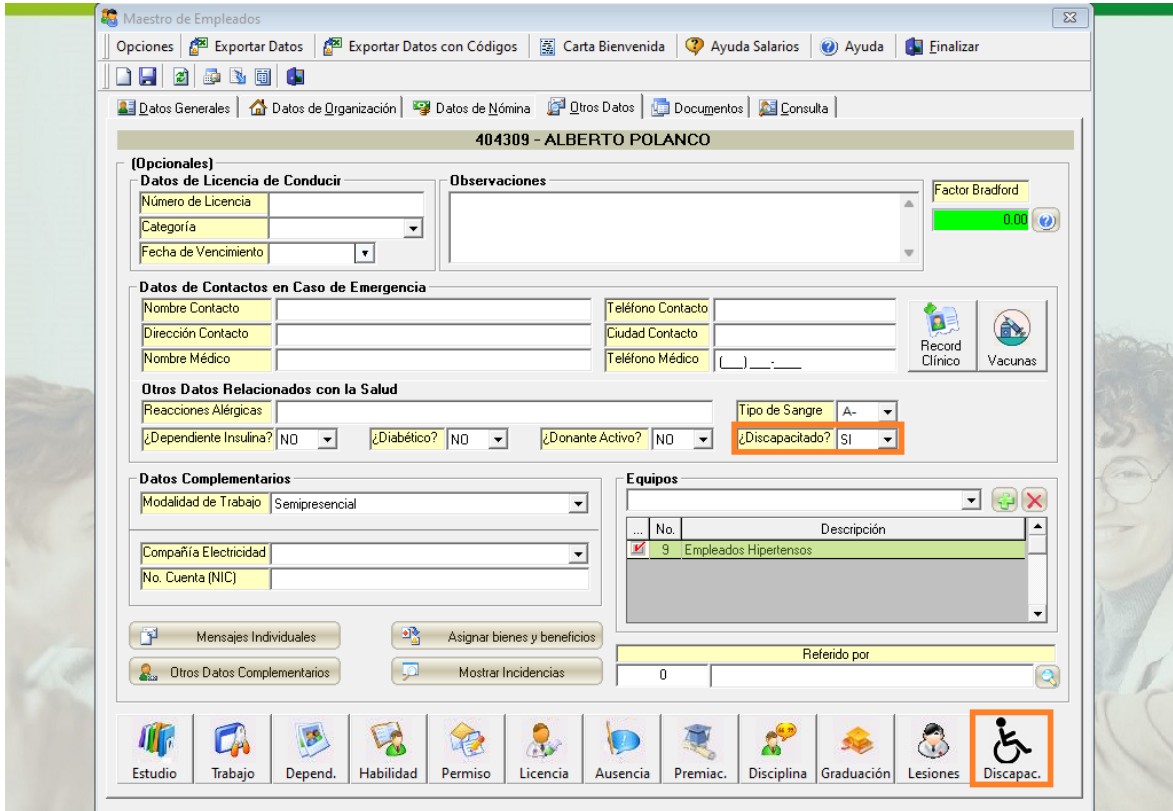 Maestro de Empleados
Opciones Exportar Datos Exportar Datos con Códigos Carta Bienvenida Ayuda Salarios Ayuda Finalizar
Datos Generales Datos de Organización Datos de Nómina Otros Datos Documentos Consulta
404309 - ALBERTO POLANCO
(Opcionales)
Datos de Licencia de Conducir Observaciones
Número de Licencia Factor Bradford
Categoría 0.00
Fecha de Vencimiento
Datos de Contactos en Caso de Emergencia
Nombre Contacto Teléfono Contacto
Dirección Contacto Ciudad Contacto
Nombre Médico Teléfono Médico (___)___-____
Record Clínico Vacunas
Otros Datos Relacionados con la Salud
Reacciones Alérgicas Tipo de Sangre A-
¿Dependiente Insulina? NO ¿Diabético? NO ¿Donante Activo? NO ¿Discapacitado? SI
Datos Complementarios Equipos
Modalidad de Trabajo Semipresencial
... No. Descripción
Compañía Electricidad 9 Empleados Hipertensos
No. Cuenta (NIC)
Mensajes Individuales Asignar bienes y beneficios
Referido por
Otros Datos Complementarios Mostrar Incidencias 0
Estudio Trabajo Depend. Habilidad Permiso Licencia Ausencia Premiac. Disciplina Graduación Lesiones Discapac.